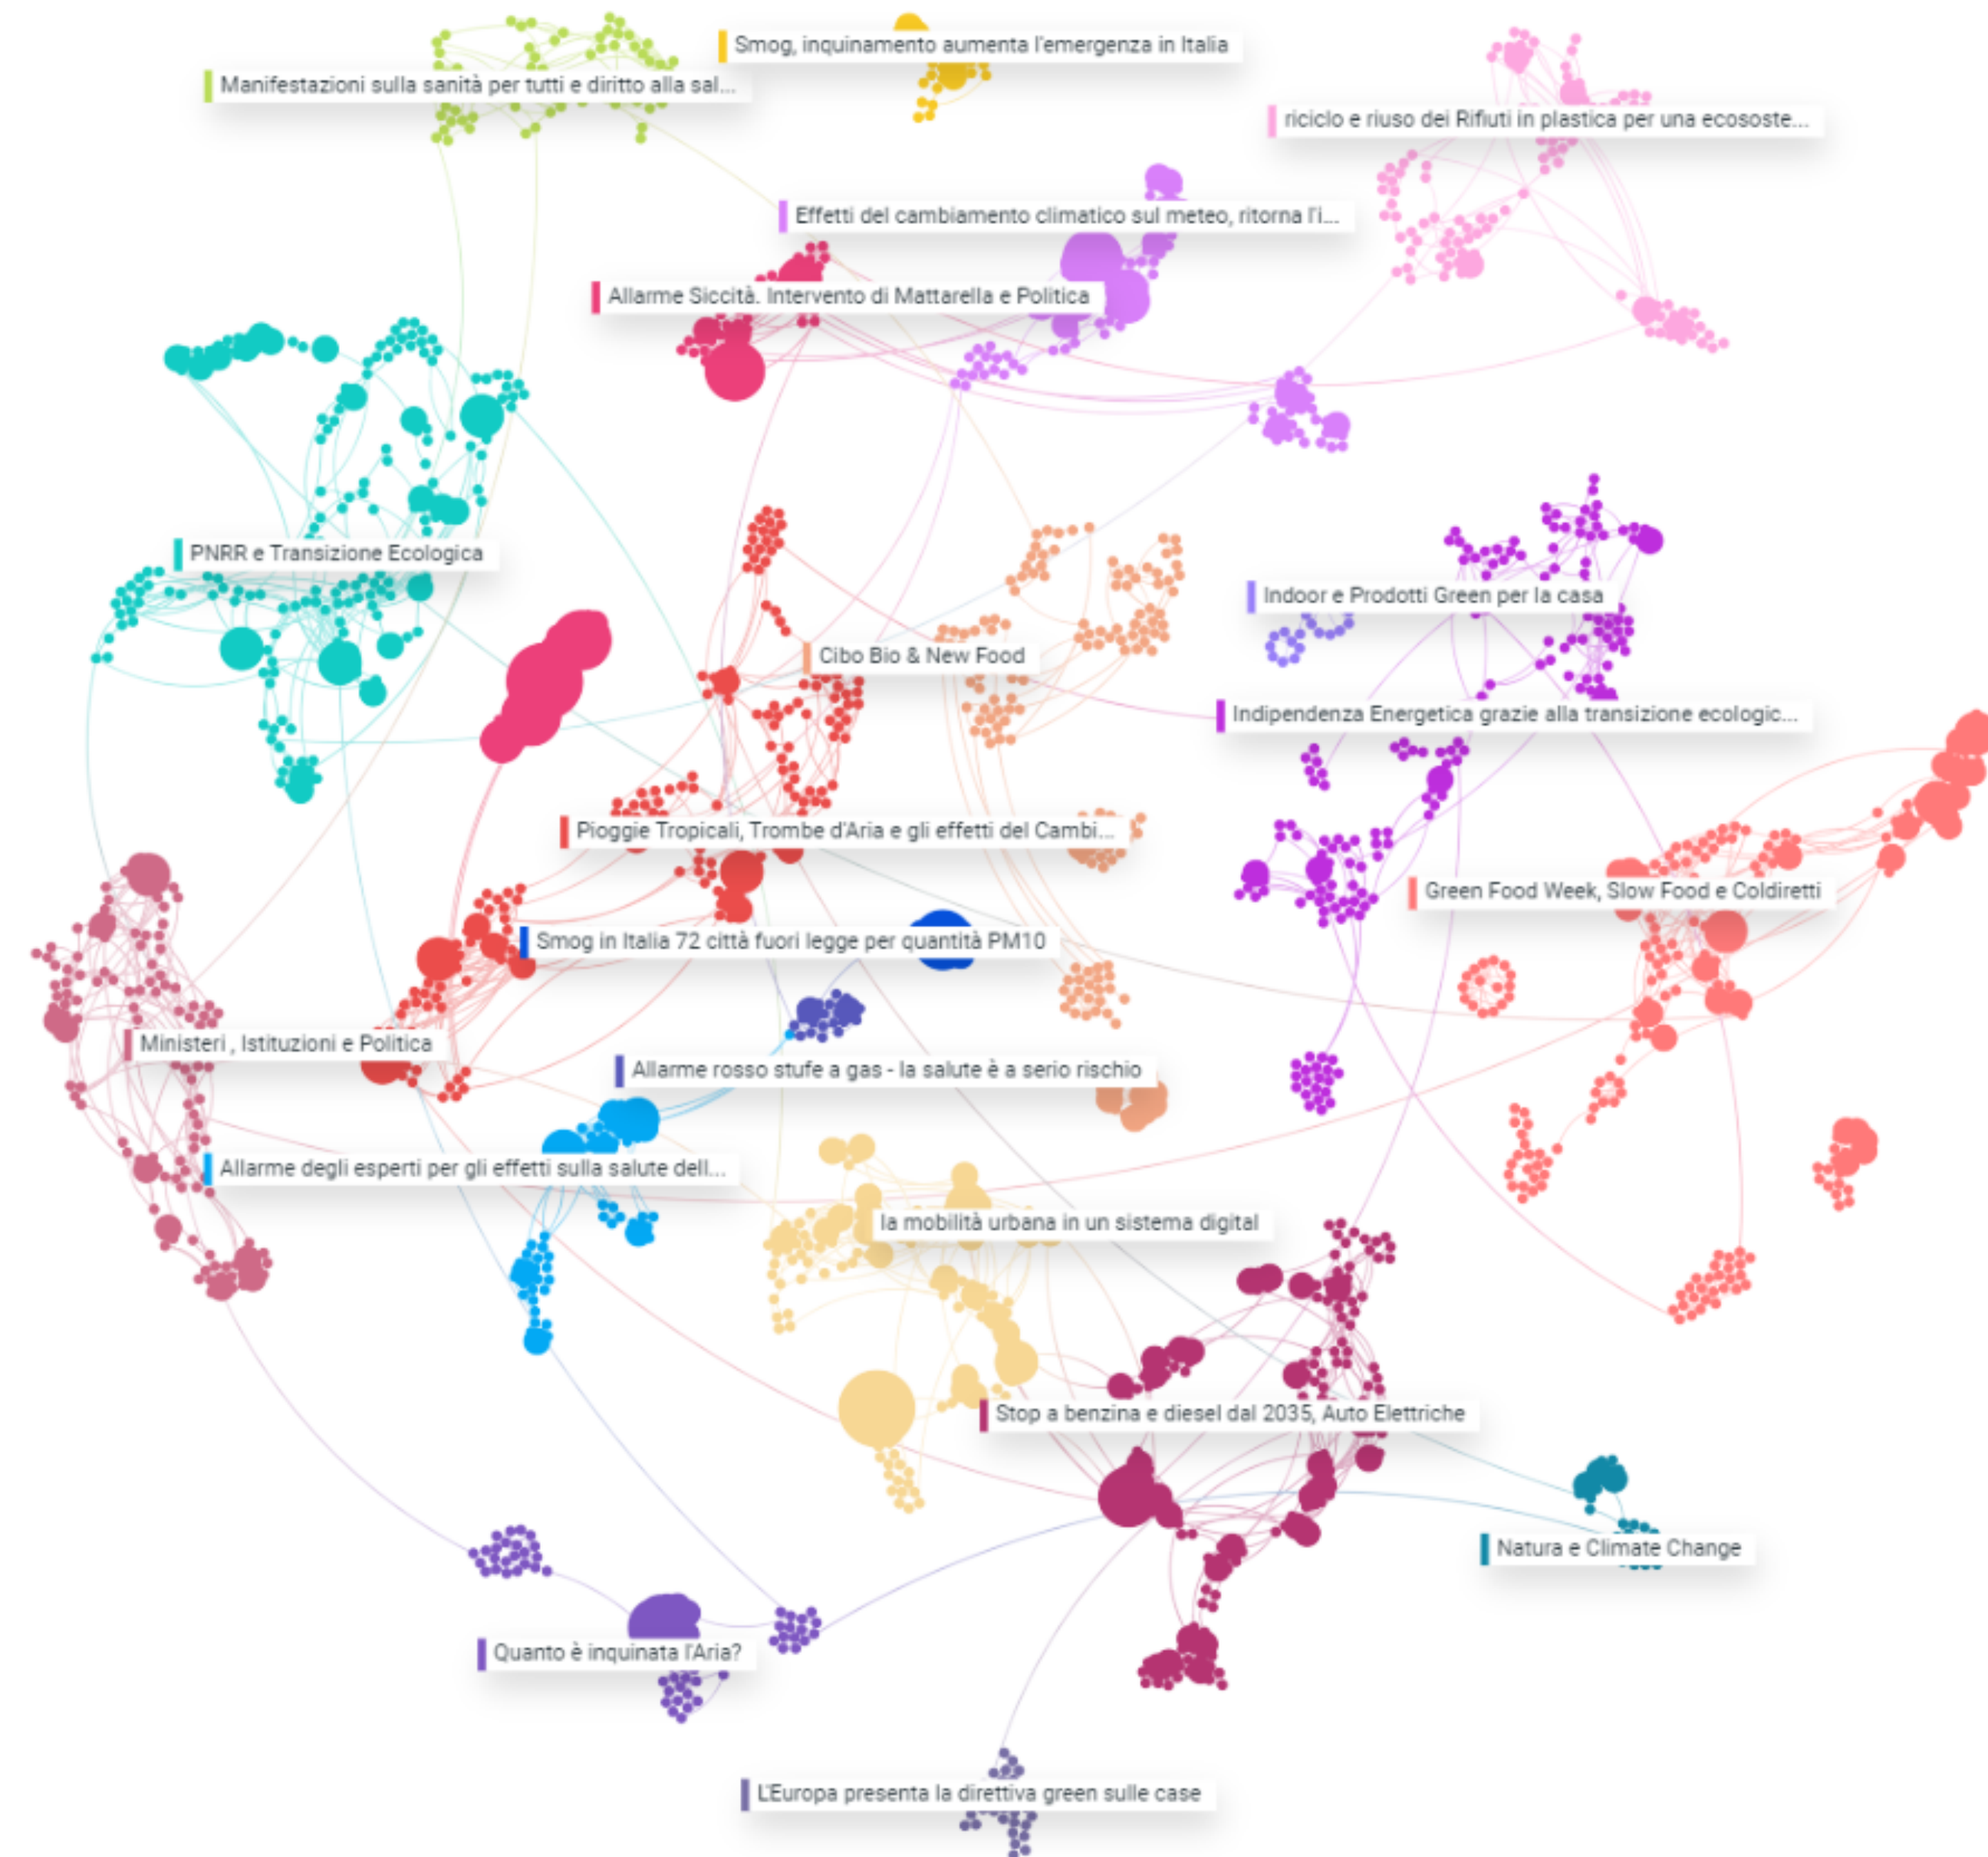 Smog, inquinamento aumenta l'emergenza in Italia
Manifestazioni sulla sanità per tutti e diritto alla sal...
riciclo e riuso dei Rifiuti in plastica per una ecososte...
Effetti del cambiamento climatico sul meteo, ritorna l'i...
Allarme Siccità. Intervento di Mattarella e Politica
PNRR e Transizione Ecologica
Indoor e Prodotti Green per la casa
Cibo Bio & New Food
Indipendenza Energetica grazie alla transizione ecologic...
Pioggie Tropicali, Trombe d'Aria e gli effetti del Cambi...
Green Food Week, Slow Food e Coldiretti
Smog in Italia 72 città fuori legge per quantità PM10
Ministeri , Istituzioni e Politica
Allarme rosso stufe a gas - la salute è a serio rischio
Allarme degli esperti per gli effetti sulla salute dell...
la mobilità urbana in un sistema digital
Stop a benzina e diesel dal 2035, Auto Elettriche
Natura e Climate Change
Quanto è inquinata l'Aria?
L'Europa presenta la direttiva green sulle case